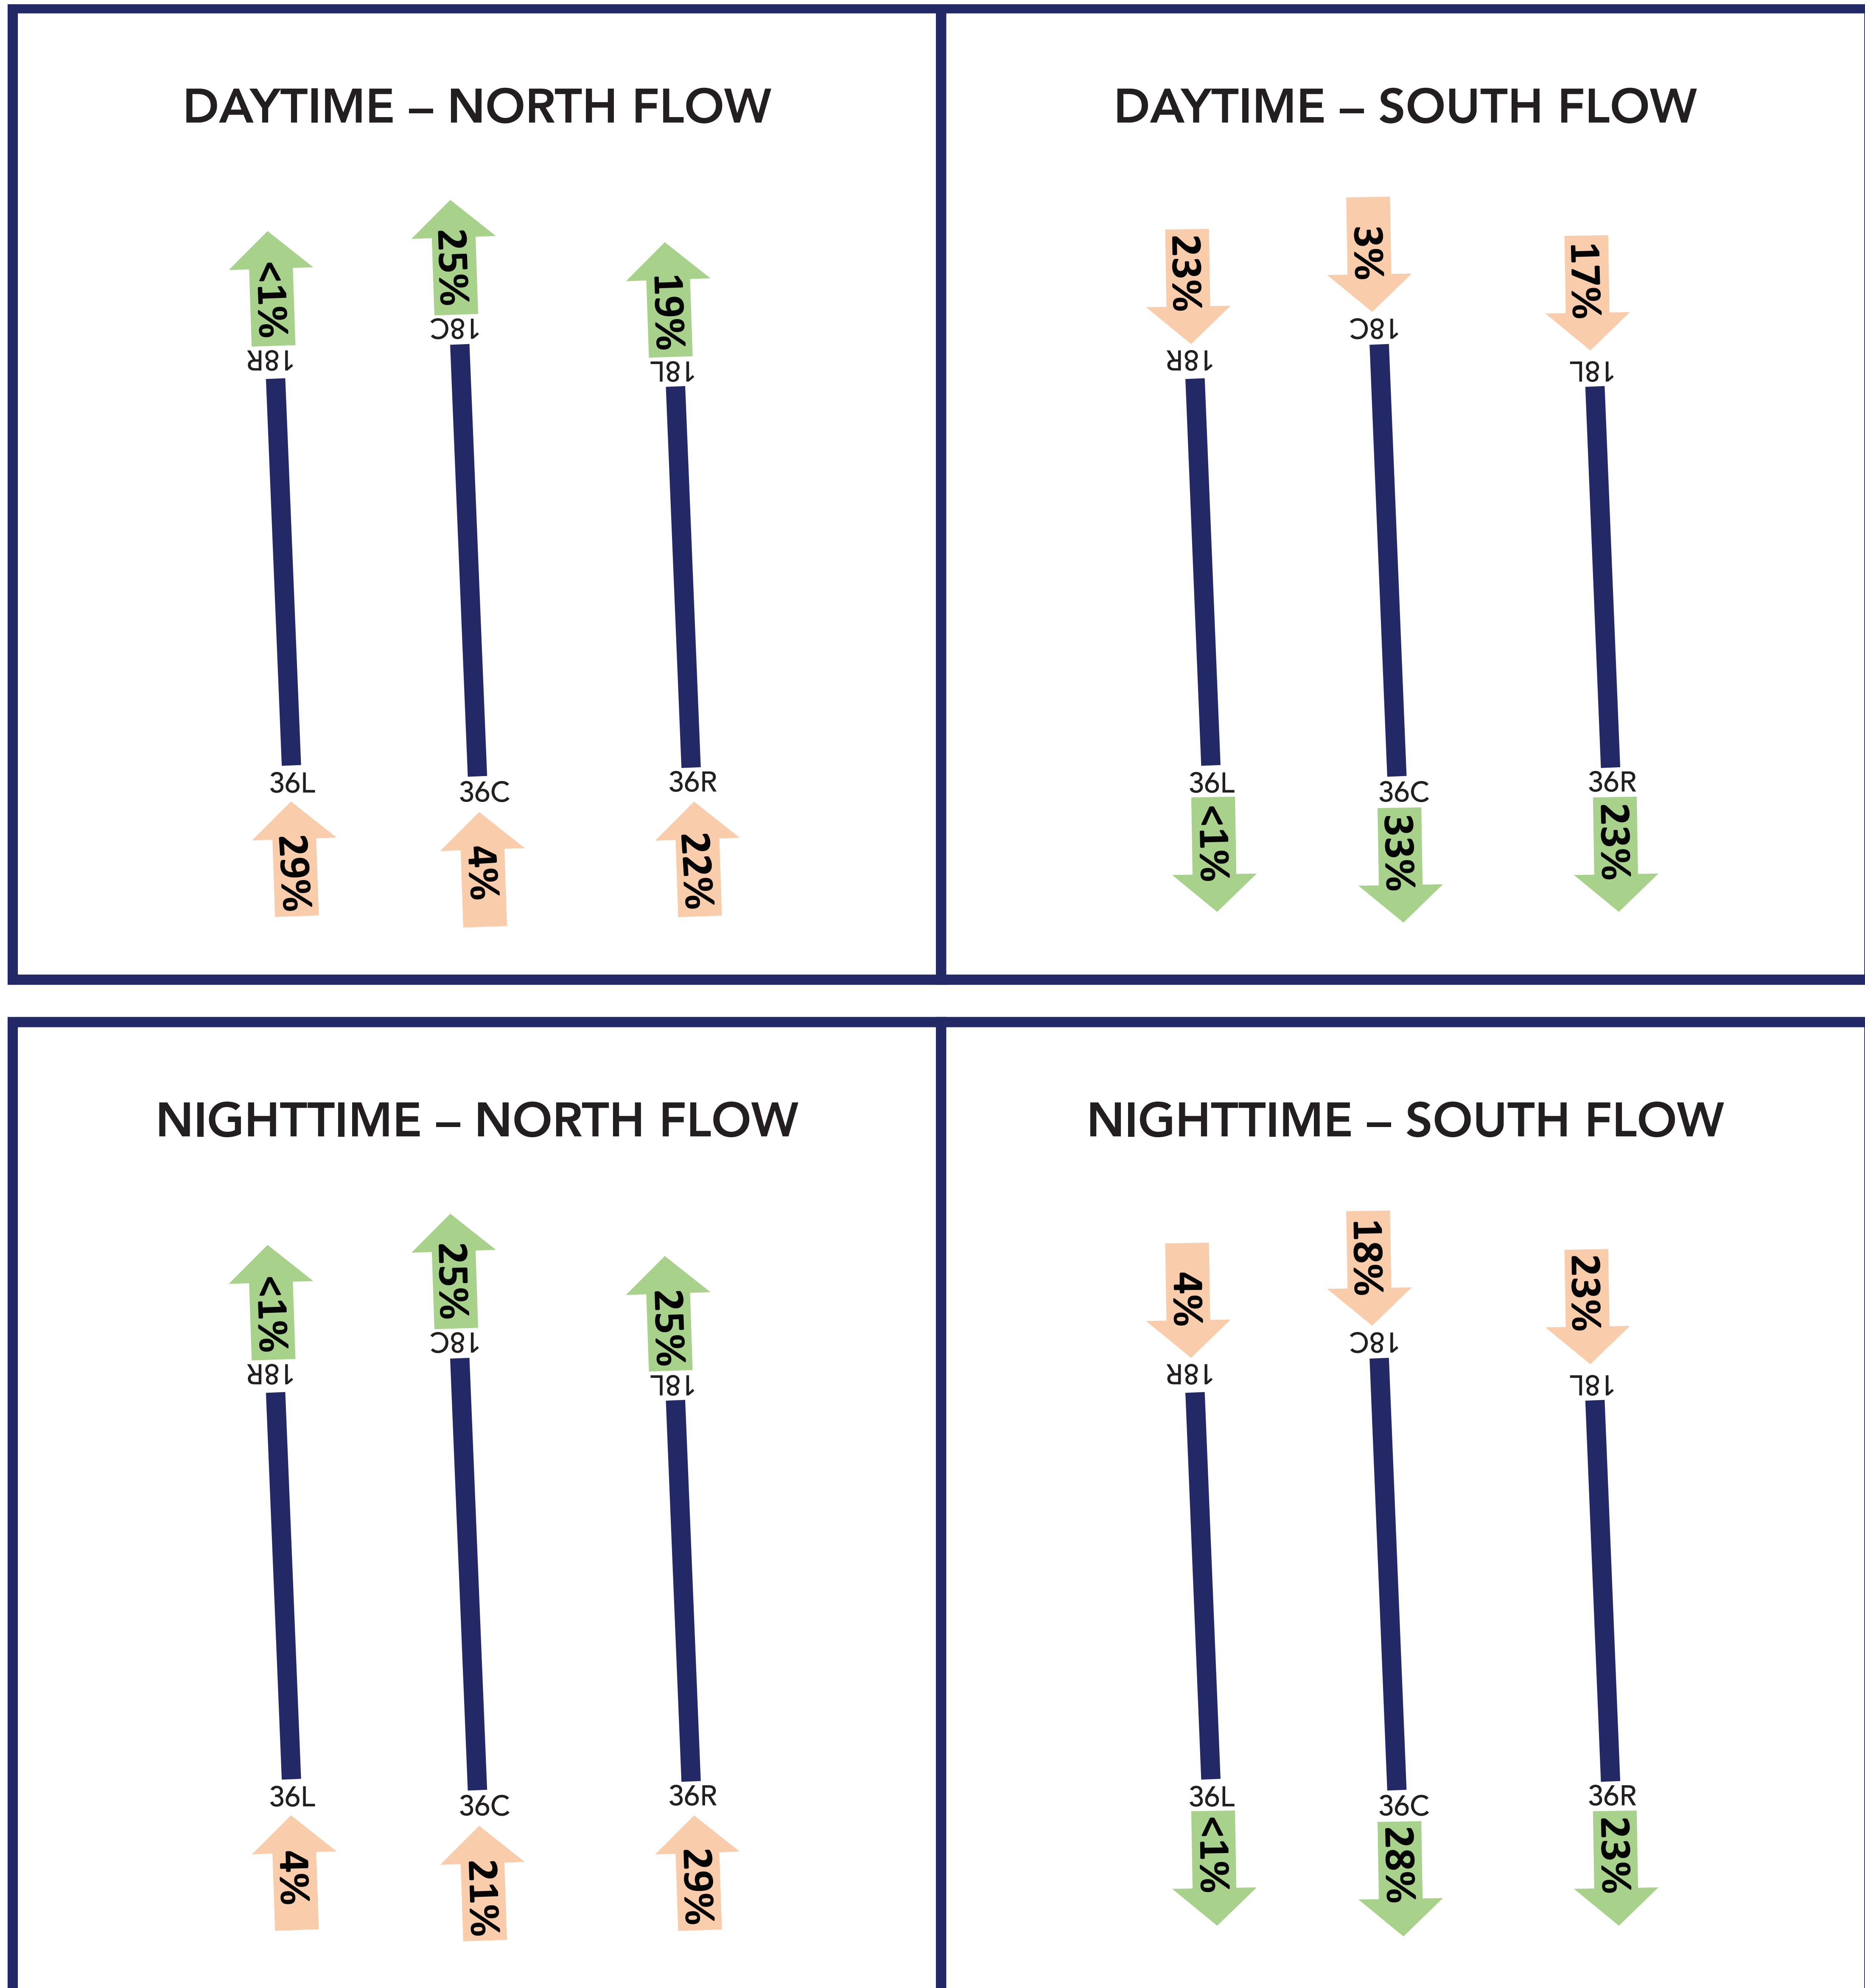 DAYTIME – NORTH FLOW
<1%
25%
19%
18R
18C
18L
36L
36C
36R
29%
4%
22%
DAYTIME – SOUTH FLOW
23%
3%
17%
18R
18C
18L
36L
36C
36R
<1%
33%
23%
NIGHTTIME – NORTH FLOW
<1%
25%
25%
18R
18C
18L
36L
36C
36R
4%
21%
29%
NIGHTTIME – SOUTH FLOW
4%
18%
23%
18R
18C
18L
36L
36C
36R
<1%
28%
23%